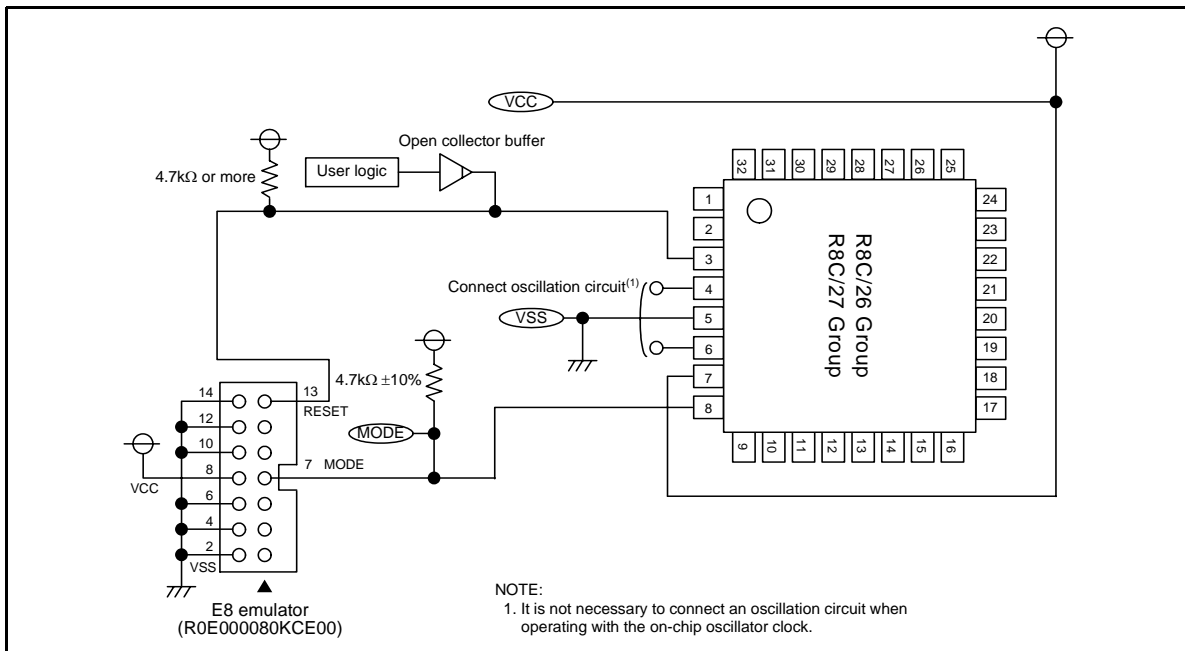 VCC
Open collector buffer
4.7kΩ or more
User logic
32
31
30
29
28
27
26
25
1
2
3
4
5
6
7
8
24
23
22
21
20
19
18
17
R8C/26 Group
R8C/27 Group
9
10
11
12
13
14
15
16
Connect oscillation circuit(1)
VSS
4.7kΩ ±10%
MODE
14
13
RESET
12
10
8
7 MODE
VCC
6
4
2
VSS
E8 emulator
(R0E000080KCE00)
NOTE:
1. It is not necessary to connect an oscillation circuit when
operating with the on-chip oscillator clock.